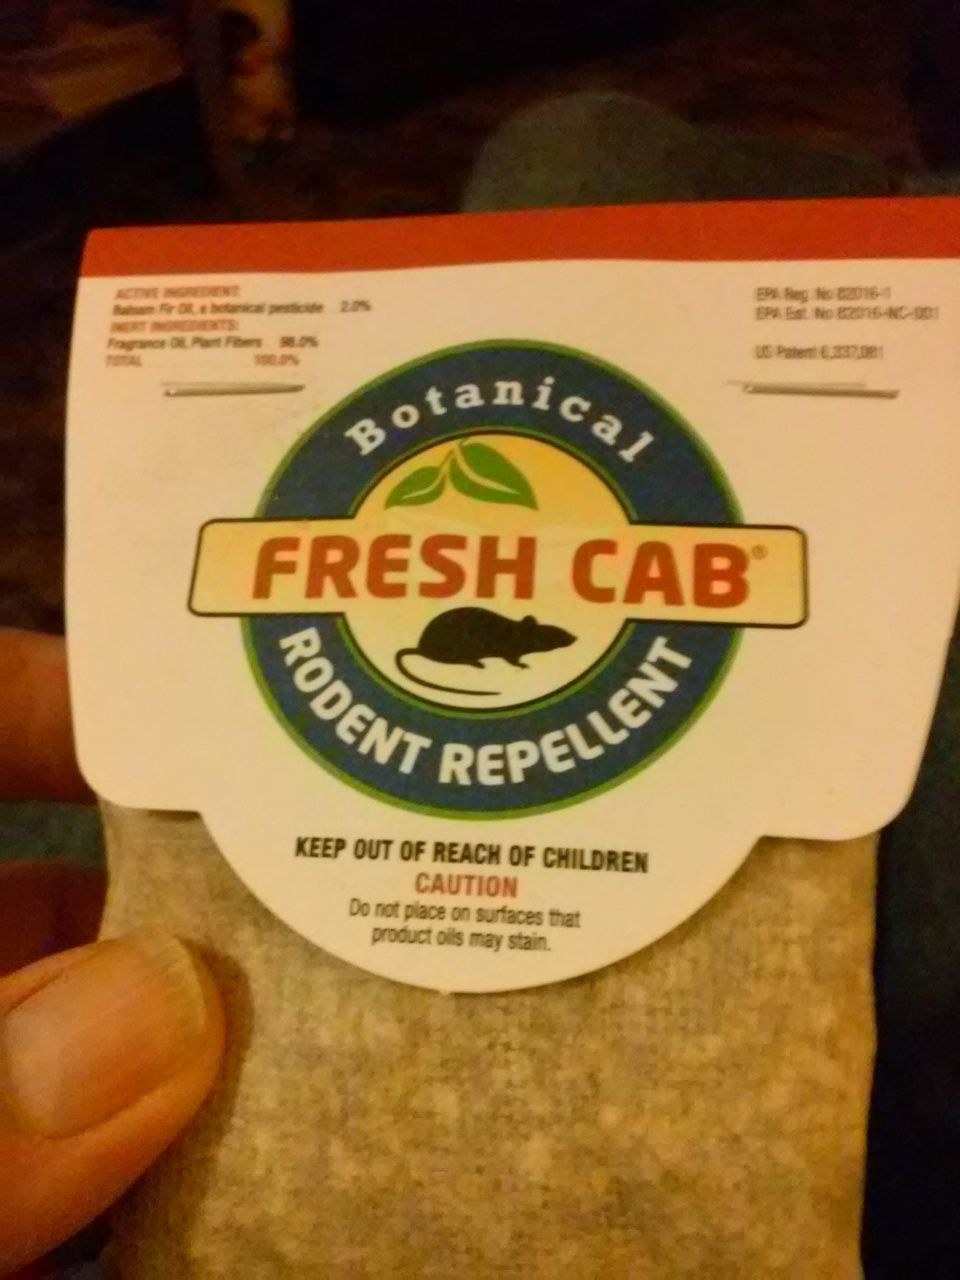 ACTIVE INGREDIENT:
Balsam Fir Oil, a botanical pesticide 2.0%
INERT INGREDIENTS:
Fragrance Oil, Plant Fibers 98.0%
TOTAL 100.0%
EPA Reg. No 82016-1
EPA Est. No 82016-NC-001
US Patent 6,337,081
Botanical
FRESH CAB®
RODENT REPELLENT
KEEP OUT OF REACH OF CHILDREN
CAUTION
Do not place on surfaces that
product oils may stain.